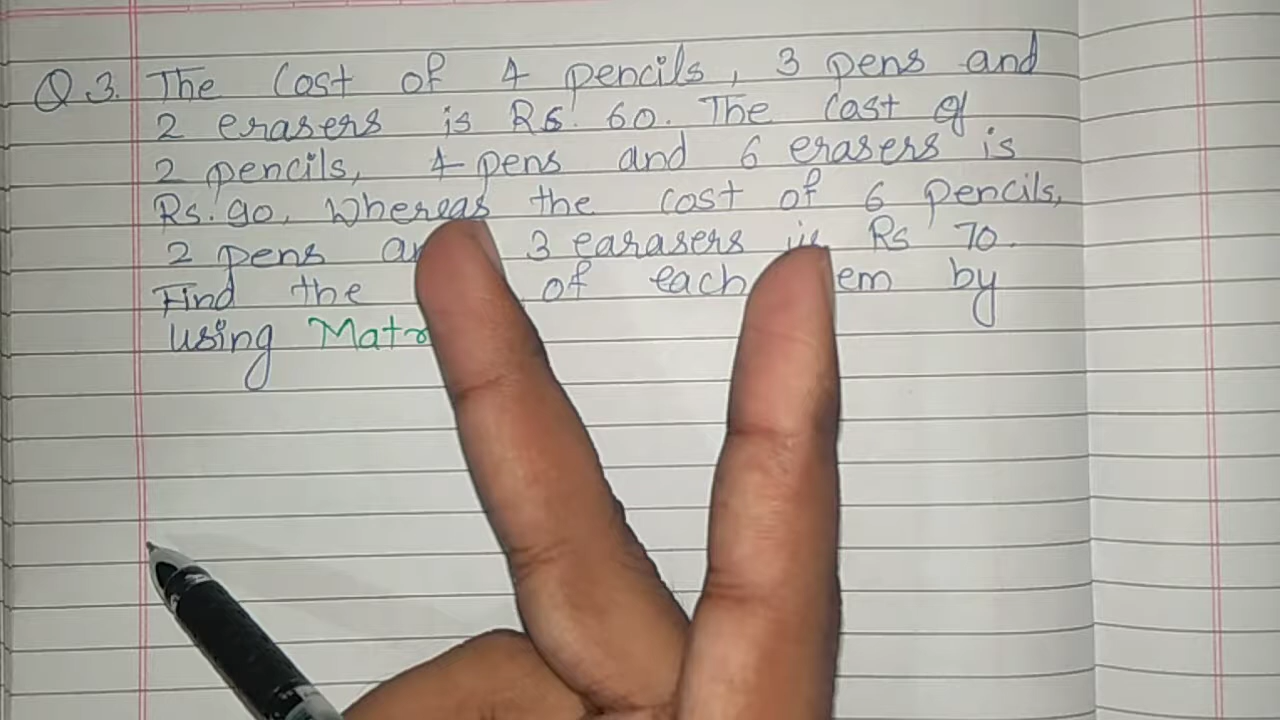 Q 3. The Cost of 4 pencils, 3 pens and
2 erasers is Rs. 60. The Cost of
2 pencils, 4 pens and 6 erasers is
Rs. 90. Whereas the cost of 6 pencils,
2 pens 3 earasers is Rs 70.
Find the of each by
using